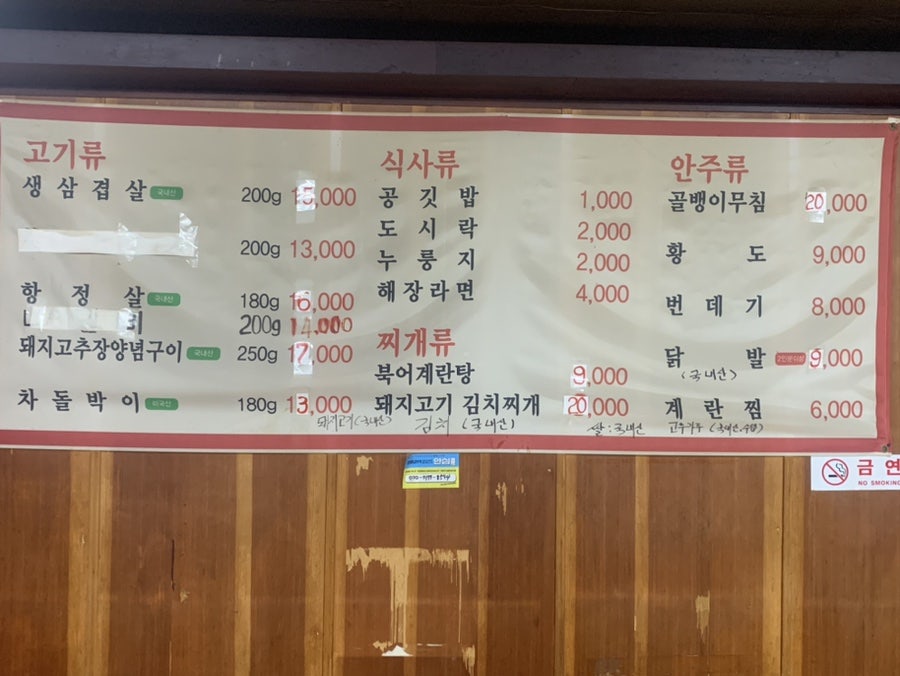 고기류
생삼겹살 국내산 200g 15,000
200g 13,000
항정살 국내산 180g 16,000
200g 14,000
돼지고추장양념구이 국내산 250g 17,000
차돌박이 미국산 180g 13,000
식사류
공깃밥 1,000
도시락 2,000
누룽지 2,000
해장라면 4,000
찌개류
북어계란탕 9,000
돼지고기 김치찌개 20,000
안주류
골뱅이무침 20,000
황도 9,000
번데기 8,000
닭발 9,000
(국내산)
계란찜 6,000
돼지고기(국내산) 김치 (국내산) 쌀:국내산 고추가루 (국내산,
금연
NO SMOKING